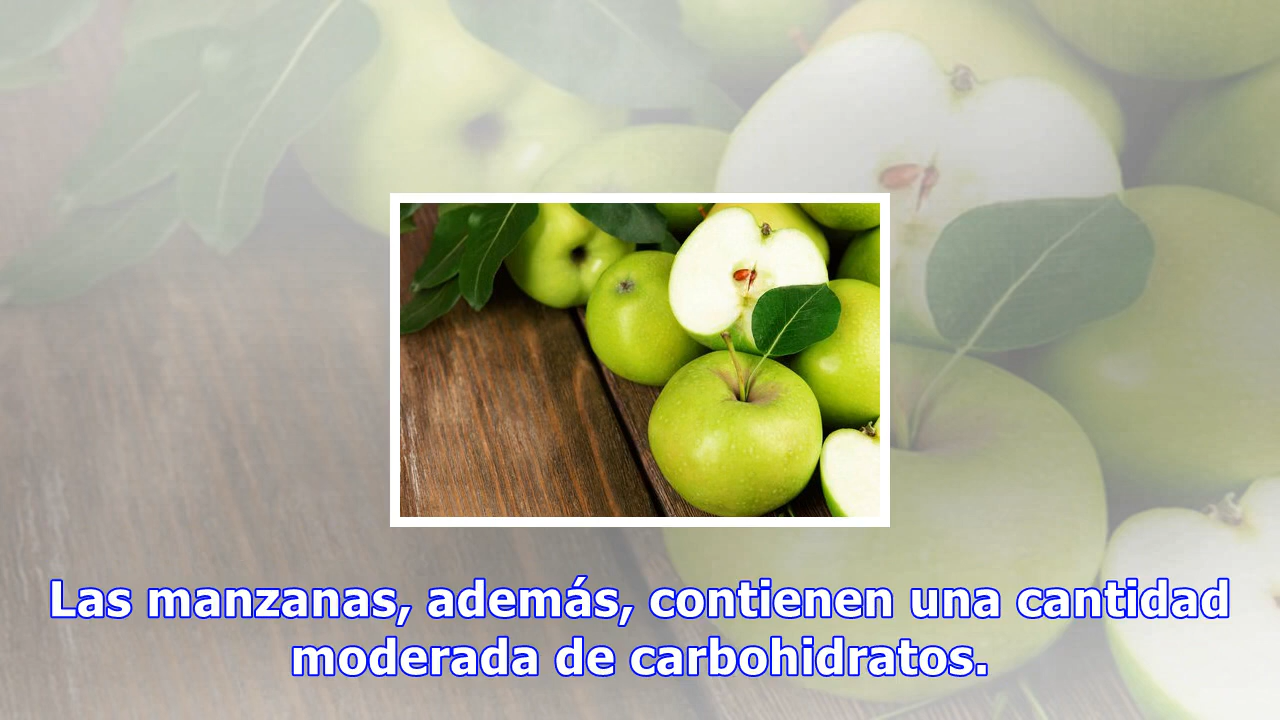 Las manzanas, además, contienen una cantidad
moderada de carbohidratos.